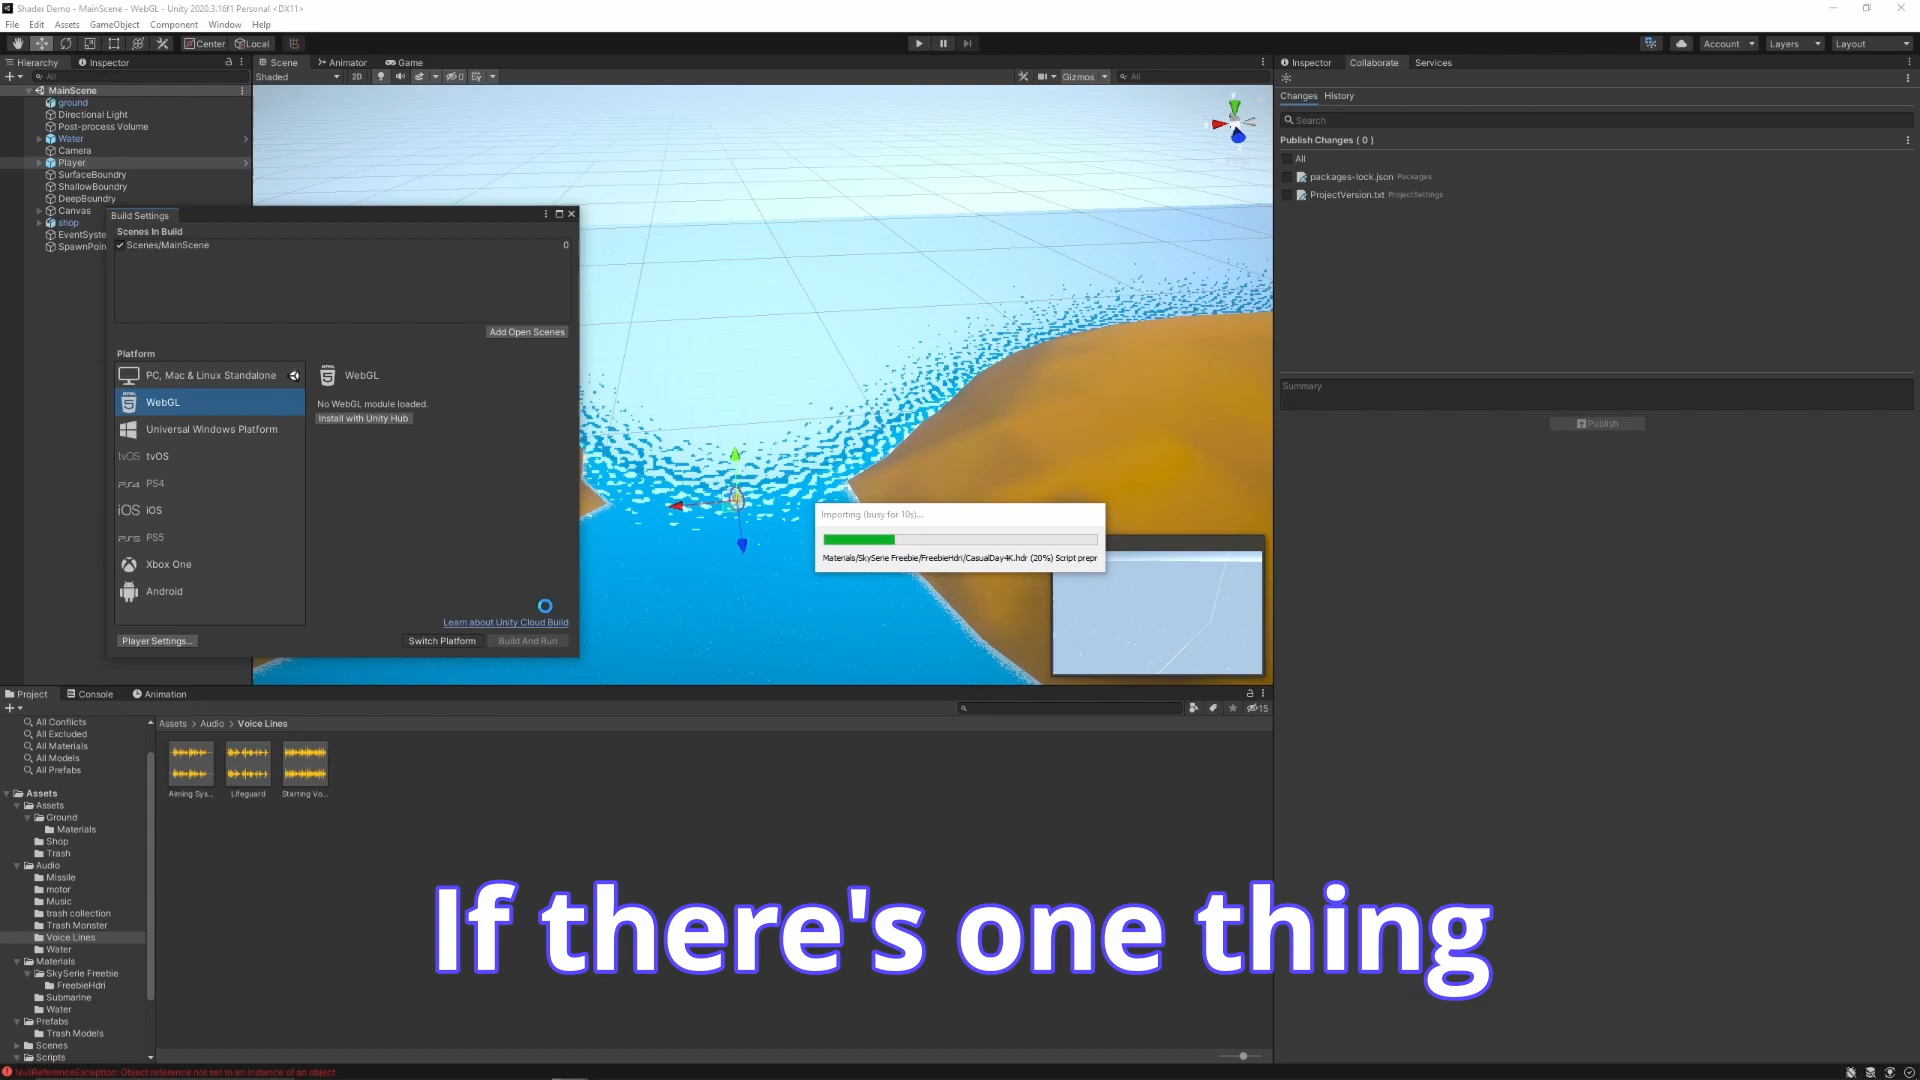 Shader Demo - MainScene - WebGL - Unity 2020.3.16f1 Personal <DX11>
File Edit Assets GameObject Component Window Help
Center Local
Account Layers Layout
Hierarchy Inspector
All
MainScene
ground
Directional Light
Post-process Volume
Water
Camera
Player
SurfaceBoundry
ShallowBoundry
DeepBoundry
Canvas
shop
EventSyste
SpawnPoin
Scene Animator Game
Shaded 2D 0 Gizmos All
Inspector Collaborate Services
Changes History
Search
Publish Changes ( 0 )
All
packages-lock.json Packages
ProjectVersion.txt ProjectSettings
Summary
Publish
Build Settings
Scenes In Build
Scenes/MainScene 0
Add Open Scenes
Platform
PC, Mac & Linux Standalone
WebGL
Universal Windows Platform
tvOS tvOS
PS4 PS4
iOS iOS
PS5 PS5
Xbox One
Android
HTML 5 WebGL
No WebGL module loaded.
Install with Unity Hub
Learn about Unity Cloud Build
Player Settings... Switch Platform Build And Run
Importing (busy for 10s)...
Materials/SkySerie Freebie/FreebieHdri/CasualDay4K.hdr (20%) Script prepr
Project Console Animation
15
All Conflicts
All Excluded
All Materials
All Models
All Prefabs
Assets
Assets
Ground
Materials
Shop
Trash
Audio
Missile
motor
Music
trash collection
Trash Monster
Voice Lines
Water
Materials
SkySerie Freebie
FreebieHdri
Submarine
Water
Prefabs
Trash Models
Scenes
Scripts
Assets > Audio > Voice Lines
Aiming Sys... Lifeguard Starting Vo...
If there's one thing
NullReferenceException: Object reference not set to an instance of an object